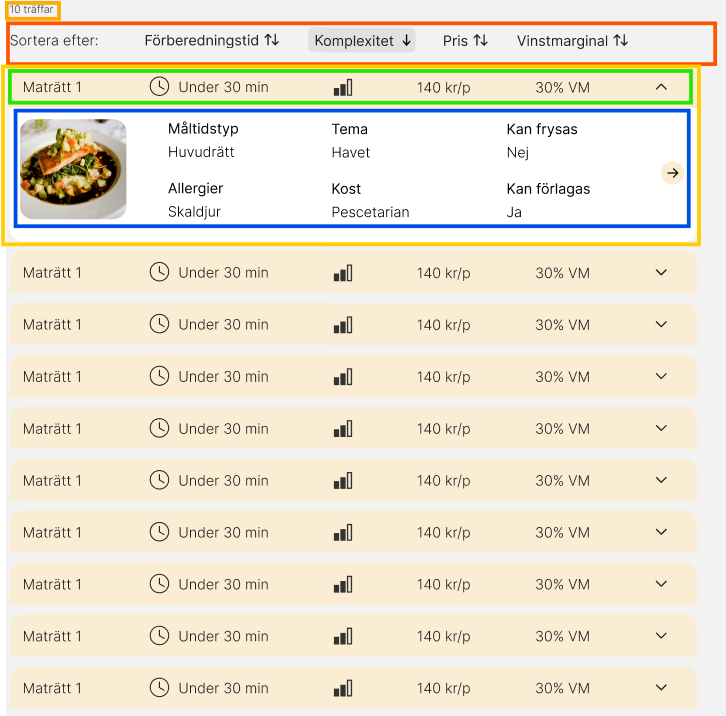 10 träffar
Sortera efter: Förberedningstid Komplexitet Pris Vinstmarginal
Maträtt 1 Under 30 min 140 kr/p 30% VM
Måltidstyp Tema Kan frysas
Huvudrätt Havet Nej
Allergier Kost Kan förlagas
Skaldjur Pescetarian Ja
Maträtt 1 Under 30 min 140 kr/p 30% VM
Maträtt 1 Under 30 min 140 kr/p 30% VM
Maträtt 1 Under 30 min 140 kr/p 30% VM
Maträtt 1 Under 30 min 140 kr/p 30% VM
Maträtt 1 Under 30 min 140 kr/p 30% VM
Maträtt 1 Under 30 min 140 kr/p 30% VM
Maträtt 1 Under 30 min 140 kr/p 30% VM
Maträtt 1 Under 30 min 140 kr/p 30% VM
Maträtt 1 Under 30 min 140 kr/p 30% VM